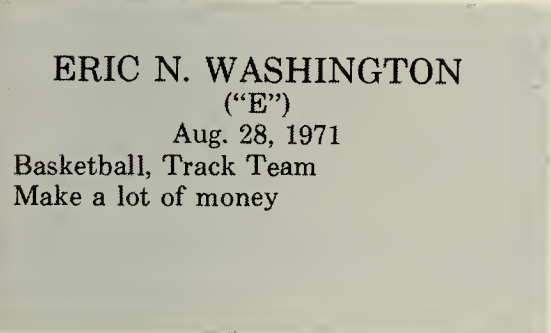 ERIC N. WASHINGTON
(“E”)
Aug. 28, 1971
Basketball, Track Team
Make a lot of money